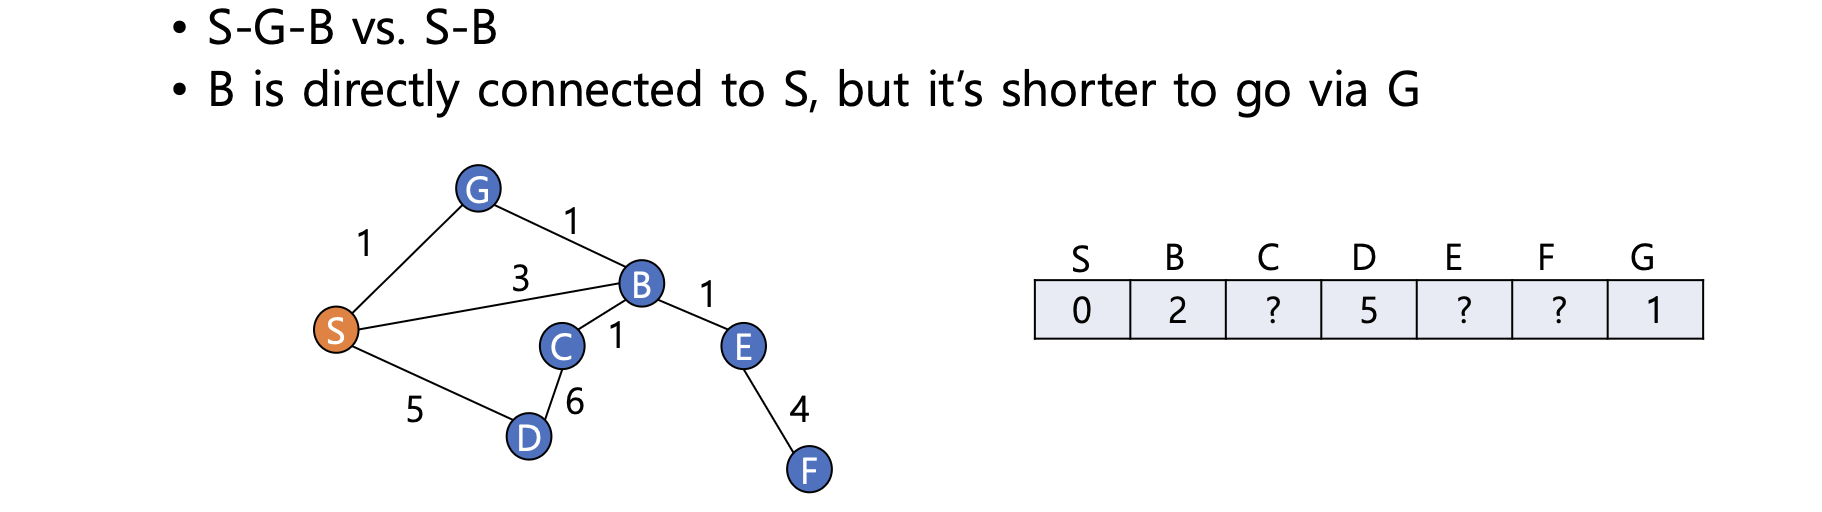 • S-G-B vs. S-B
• B is directly connected to S, but it‘s shorter to go via G
G
1
1
3
B
1
S
C
1
E
5
6
4
D
F
S B C D E F G
0 2 ? 5 ? ? 1